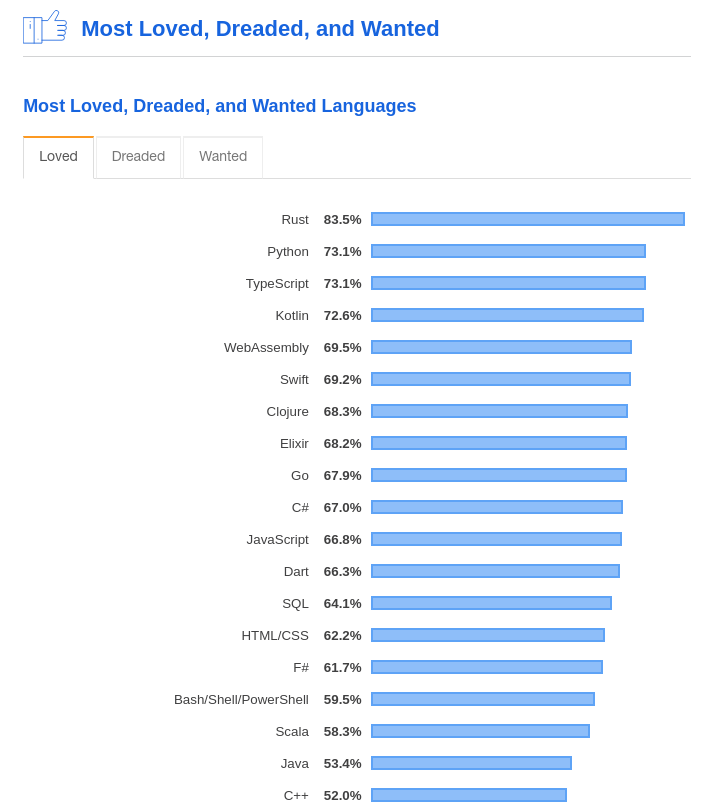 Most Loved, Dreaded, and Wanted
Most Loved, Dreaded, and Wanted Languages
Loved Dreaded Wanted
Rust 83.5%
Python 73.1%
TypeScript 73.1%
Kotlin 72.6%
WebAssembly 69.5%
Swift 69.2%
Clojure 68.3%
Elixir 68.2%
Go 67.9%
C# 67.0%
JavaScript 66.8%
Dart 66.3%
SQL 64.1%
HTML/CSS 62.2%
F# 61.7%
Bash/Shell/PowerShell 59.5%
Scala 58.3%
Java 53.4%
C++ 52.0%